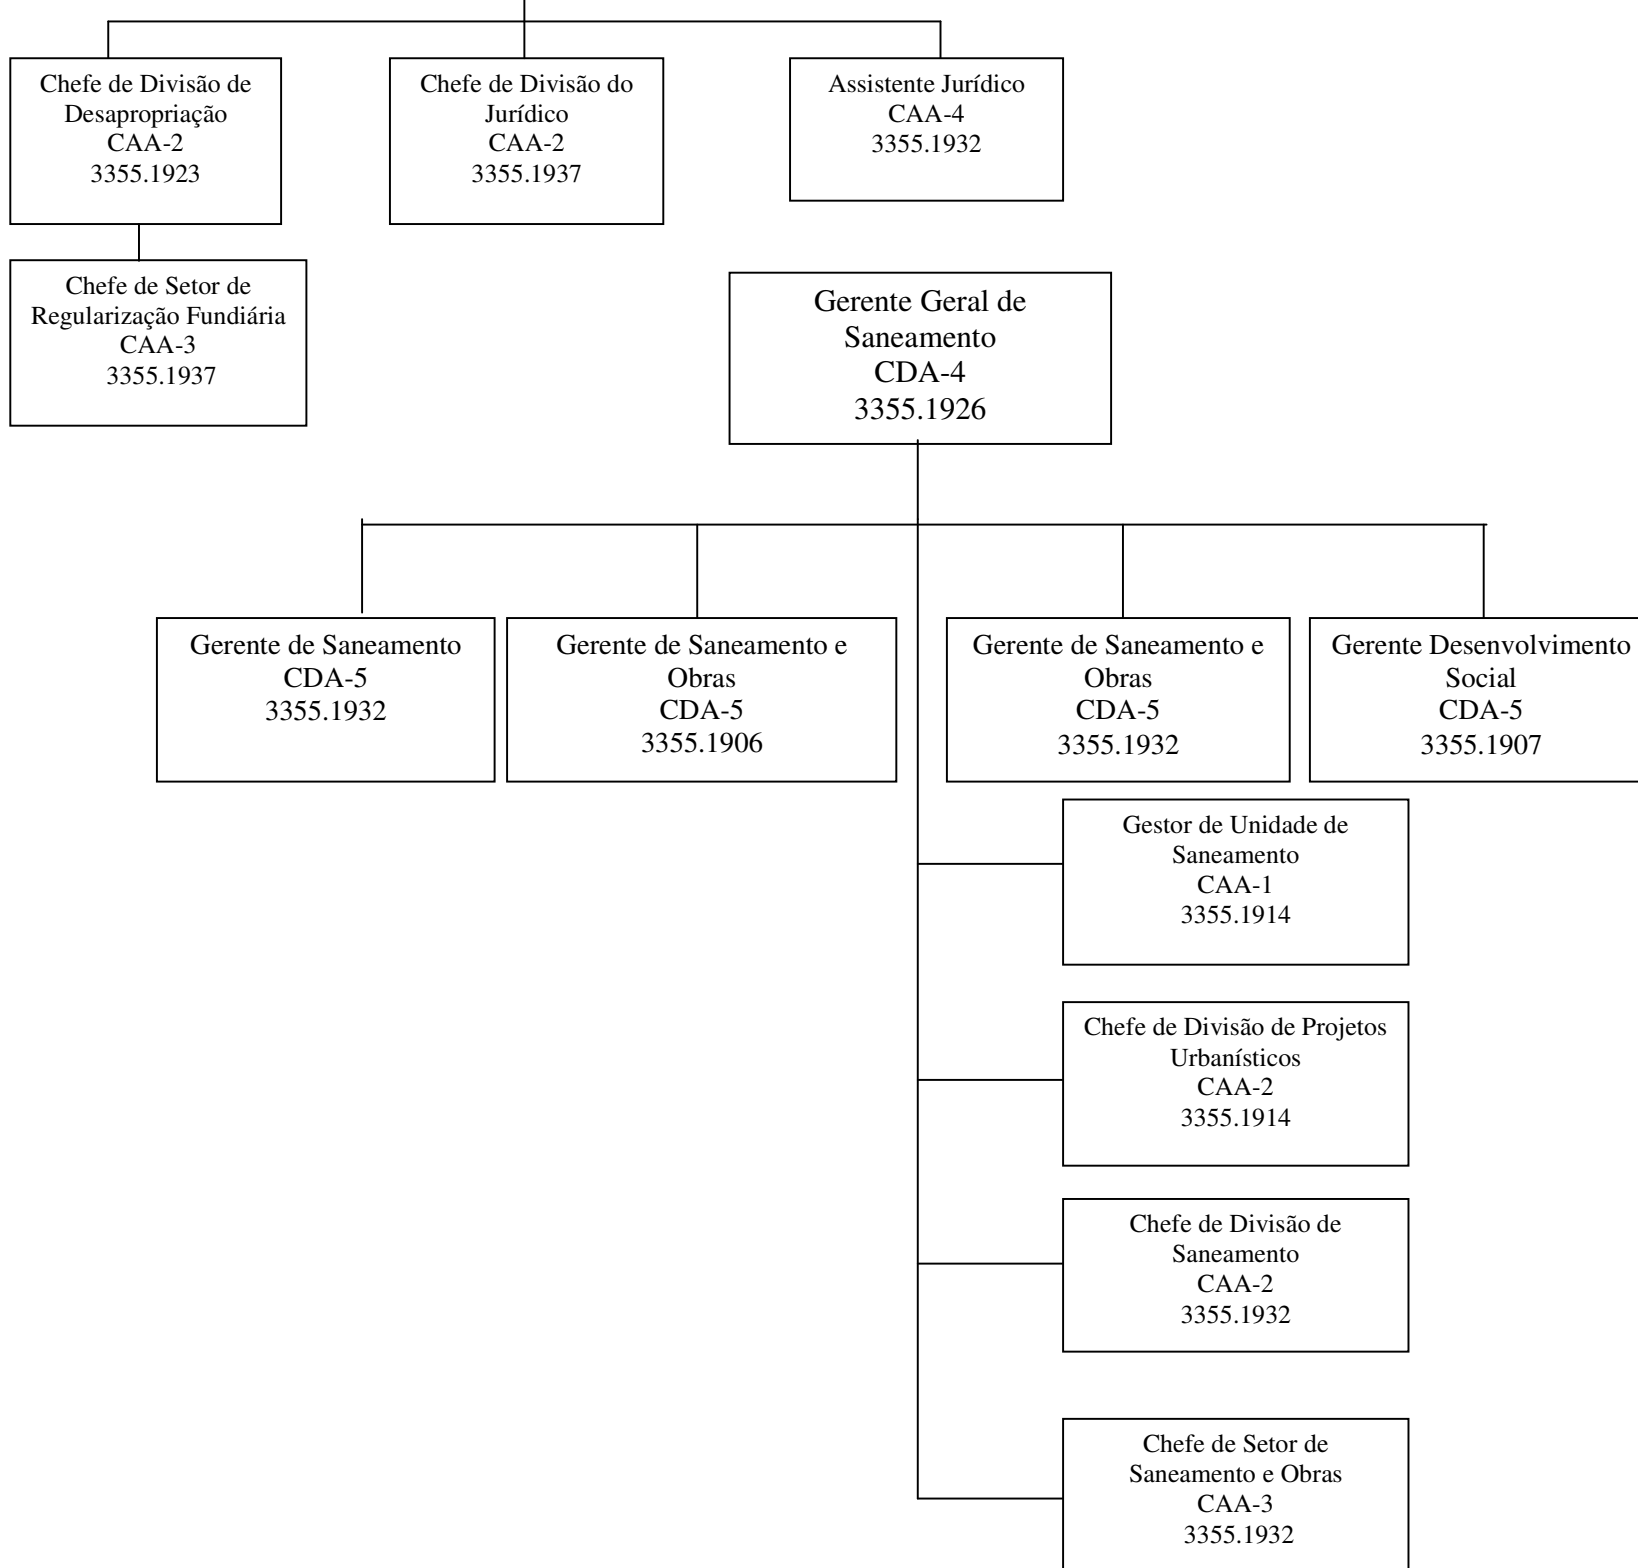 Chefe de Divisão de
Desapropriação
CAA-2
3355.1923
Chefe de Divisão do
Jurídico
CAA-2
3355.1937
Assistente Jurídico
CAA-4
3355.1932
Chefe de Setor de
Regularização Fundiária
CAA-3
3355.1937
Gerente Geral de
Saneamento
CDA-4
3355.1926
Gerente de Saneamento
CDA-5
3355.1932
Gerente de Saneamento e
Obras
CDA-5
3355.1906
Gerente de Saneamento e
Obras
CDA-5
3355.1932
Gerente Desenvolvimento
Social
CDA-5
3355.1907
Gestor de Unidade de
Saneamento
CAA-1
3355.1914
Chefe de Divisão de Projetos
Urbanísticos
CAA-2
3355.1914
Chefe de Divisão de
Saneamento
CAA-2
3355.1932
Chefe de Setor de
Saneamento e Obras
CAA-3
3355.1932